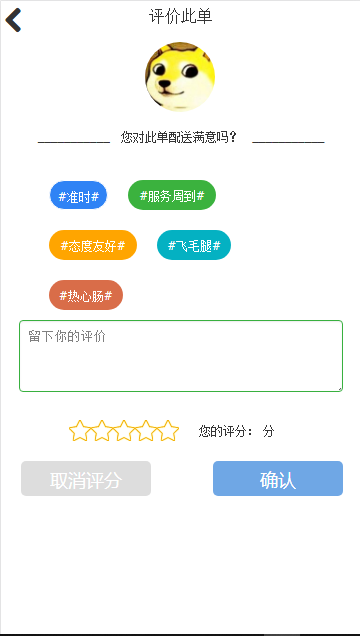 评价此单
您对此单配送满意吗？
#准时# #服务周到#
#态度友好# #飞毛腿#
#热心肠#
留下你的评价
您的评分： 分
取消评分 确认